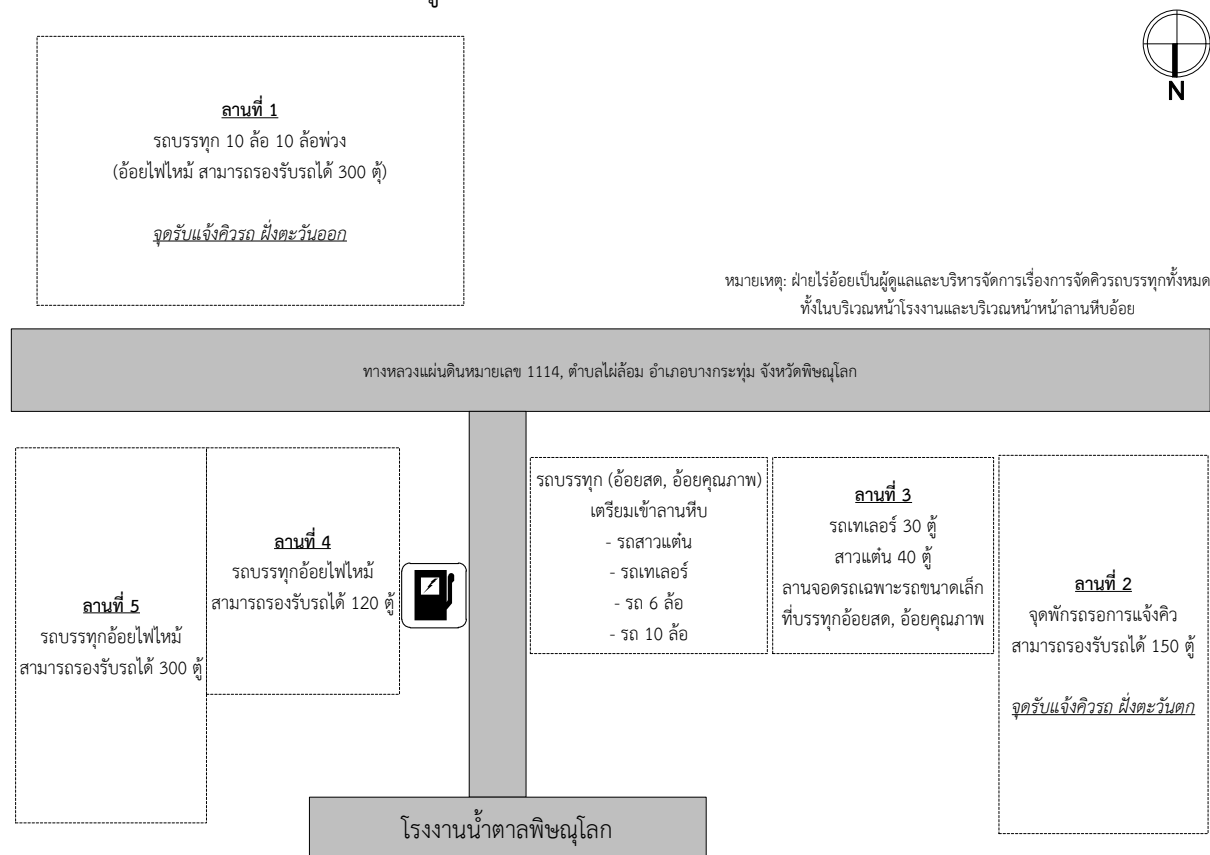 ลานที่ 1
รถบรรทุก 10 ล้อ 10 ล้อพ่วง
(อ้อยไฟไหม้ สามารถรองรับรถได้ 300 ตู้)
จุดรับแจ้งคิวรถ ฝั่งตะวันออก
N
หมายเหตุ: ฝ่ายไร่อ้อยเป็นผู้ดูแลและบริหารจัดการเรื่องการจัดคิวรถบรรทุกทั้งหมด
ทั้งในบริเวณหน้าโรงงานและบริเวณหน้าหน้าลานหีบอ้อย
ทางหลวงแผ่นดินหมายเลข 1114, ตำบลไผ่ล้อม อำเภอบางกระทุ่ม จังหวัดพิษณุโลก
ลานที่ 5
รถบรรทุกอ้อยไฟไหม้
สามารถรองรับรถได้ 300 ตู้
ลานที่ 4
รถบรรทุกอ้อยไฟไหม้
สามารถรองรับรถได้ 120 ตู้
รถบรรทุก (อ้อยสด, อ้อยคุณภาพ)
เตรียมเข้าลานหีบ
- รถสาวแต๋น
- รถเทเลอร์
- รถ 6 ล้อ
- รถ 10 ล้อ
ลานที่ 3
รถเทเลอร์ 30 ตู้
สาวแต๋น 40 ตู้
ลานจอดรถเฉพาะรถขนาดเล็ก
ที่บรรทุกอ้อยสด, อ้อยคุณภาพ
ลานที่ 2
จุดพักรถรอการแจ้งคิว
สามารถรองรับรถได้ 150 ตู้
จุดรับแจ้งคิวรถ ฝั่งตะวันตก
โรงงานน้ำตาลพิษณุโลก